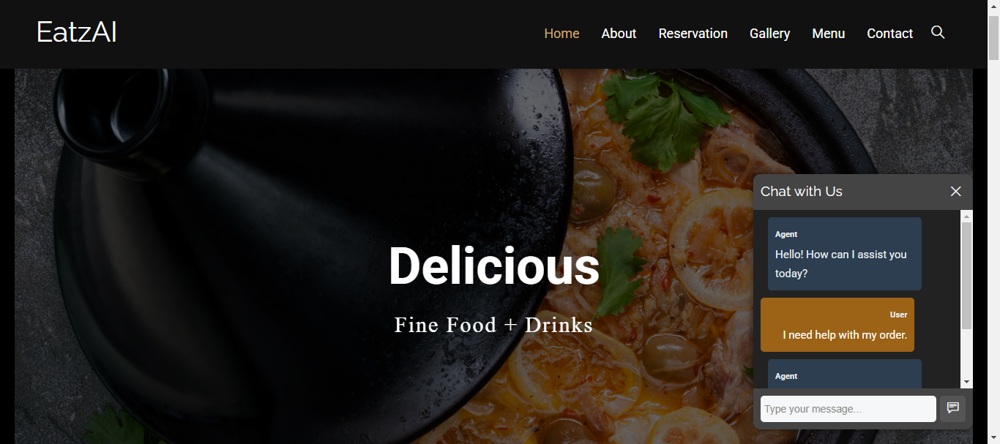 EatzAI
Home About Reservation Gallery Menu Contact
Delicious
Fine Food + Drinks
Chat with Us
Agent
Hello! How can I assist you
today?
User
I need help with my order.
Agent
Type your message...